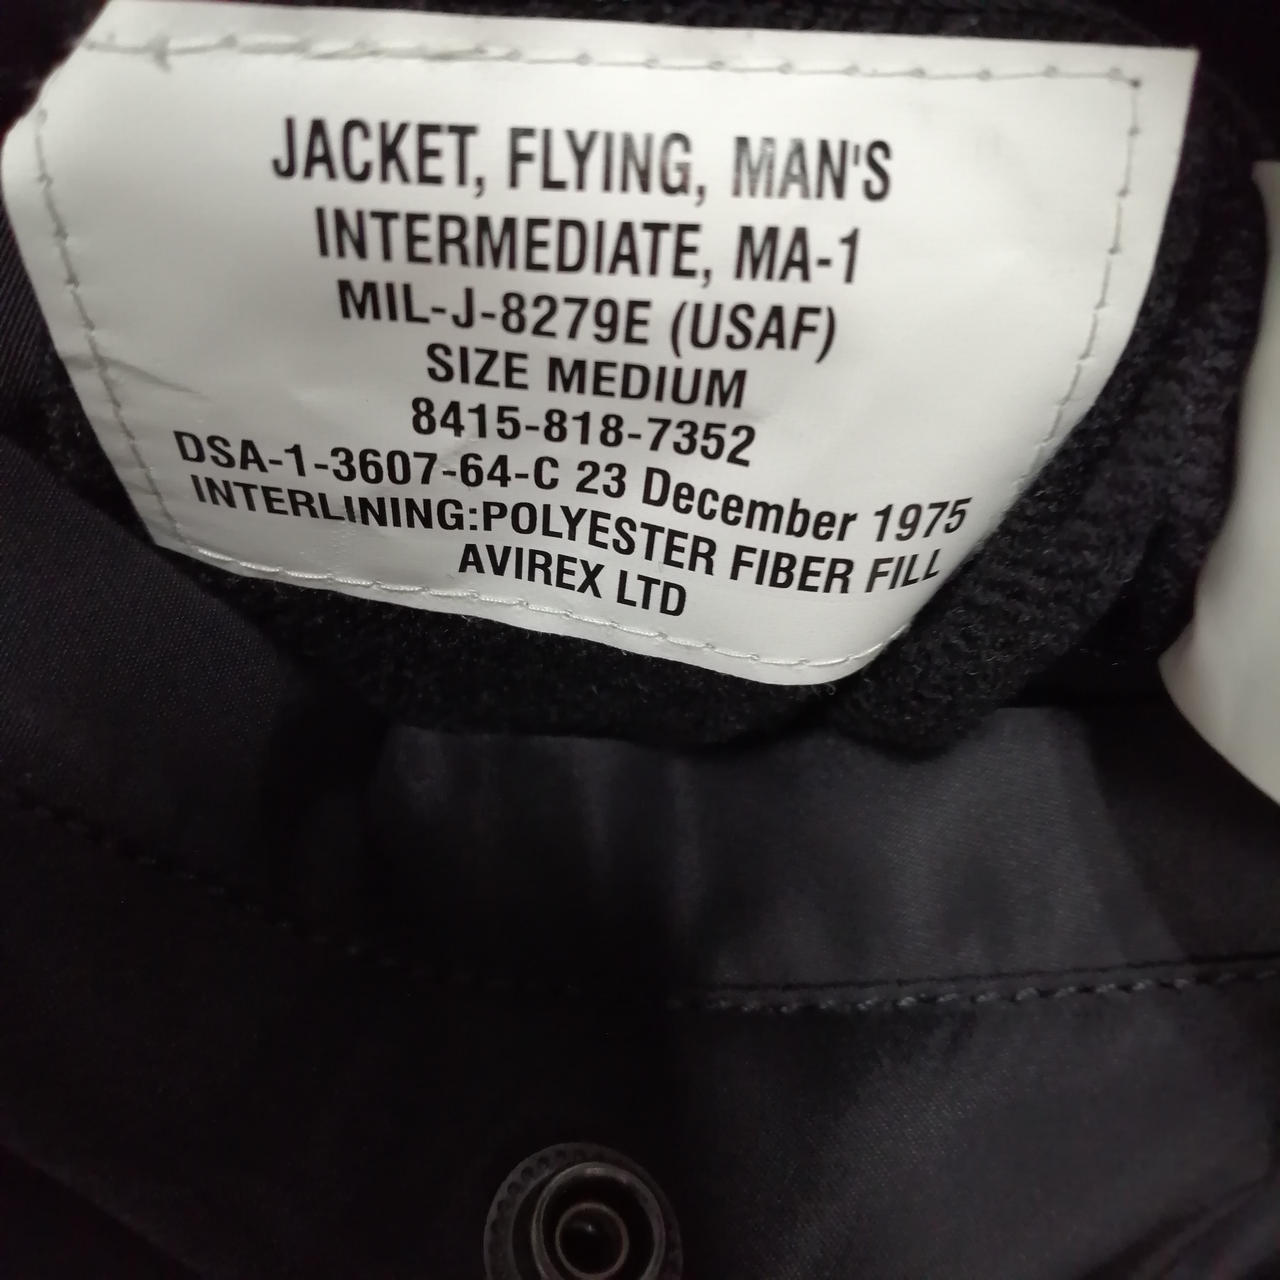 JACKET, FLYING, MAN'S
INTERMEDIATE, MA-1
MIL-J-8279E (USAF)
SIZE MEDIUM
8415-818-7352
DSA-1-3607-64-C 23 December 1975
INTERLINING:POLYESTER FIBER FILL
AVIREX LTD